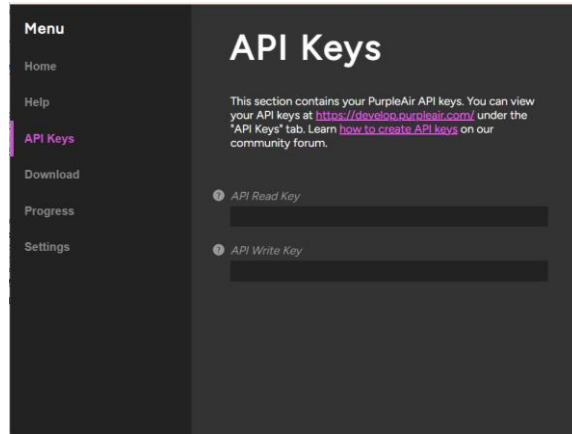 Menu
Home
Help
API Keys
Download
Progress
Settings
API Keys
This section contains your PurpleAir API keys. You can view
your API keys at https://develop.purpleair.com/ under the
"API Keys" tab. Learn how to create API keys on our
community forum.
? API Read Key
? API Write Key